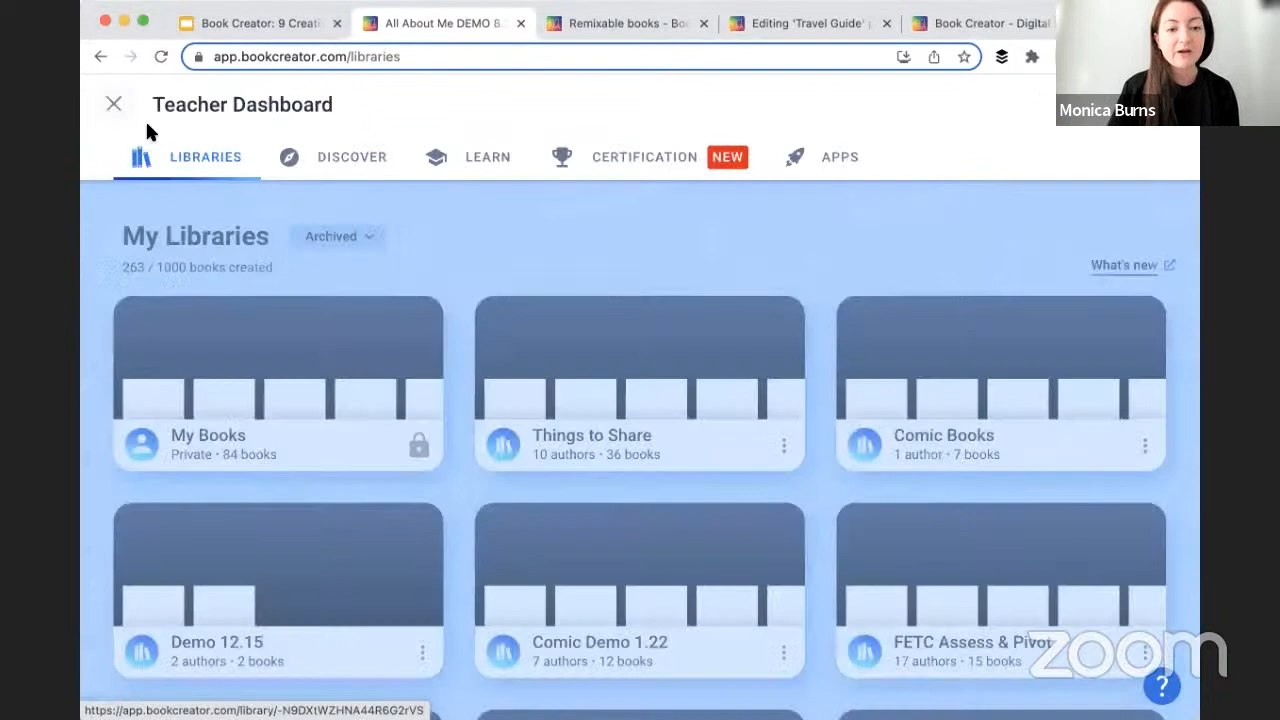 Book Creator: 9 Creati
All About Me DEMO 8.
Remixable books - Boo
Editing 'Travel Guide' p
Book Creator - Digital
app.bookcreator.com/libraries
Monica Burns
Teacher Dashboard
LIBRARIES
DISCOVER
LEARN
CERTIFICATION NEW
APPS
My Libraries
Archived
263 / 1000 books created
What's new
My Books
Private · 84 books
Things to Share
10 authors · 36 books
Comic Books
1 author · 7 books
Demo 12.15
2 authors · 2 books
Comic Demo 1.22
7 authors · 12 books
FETC Assess & Pivot
17 authors · 15 books
zoom
?
https://app.bookcreator.com/library/-N9DXtWZHNA44R6G2rVS